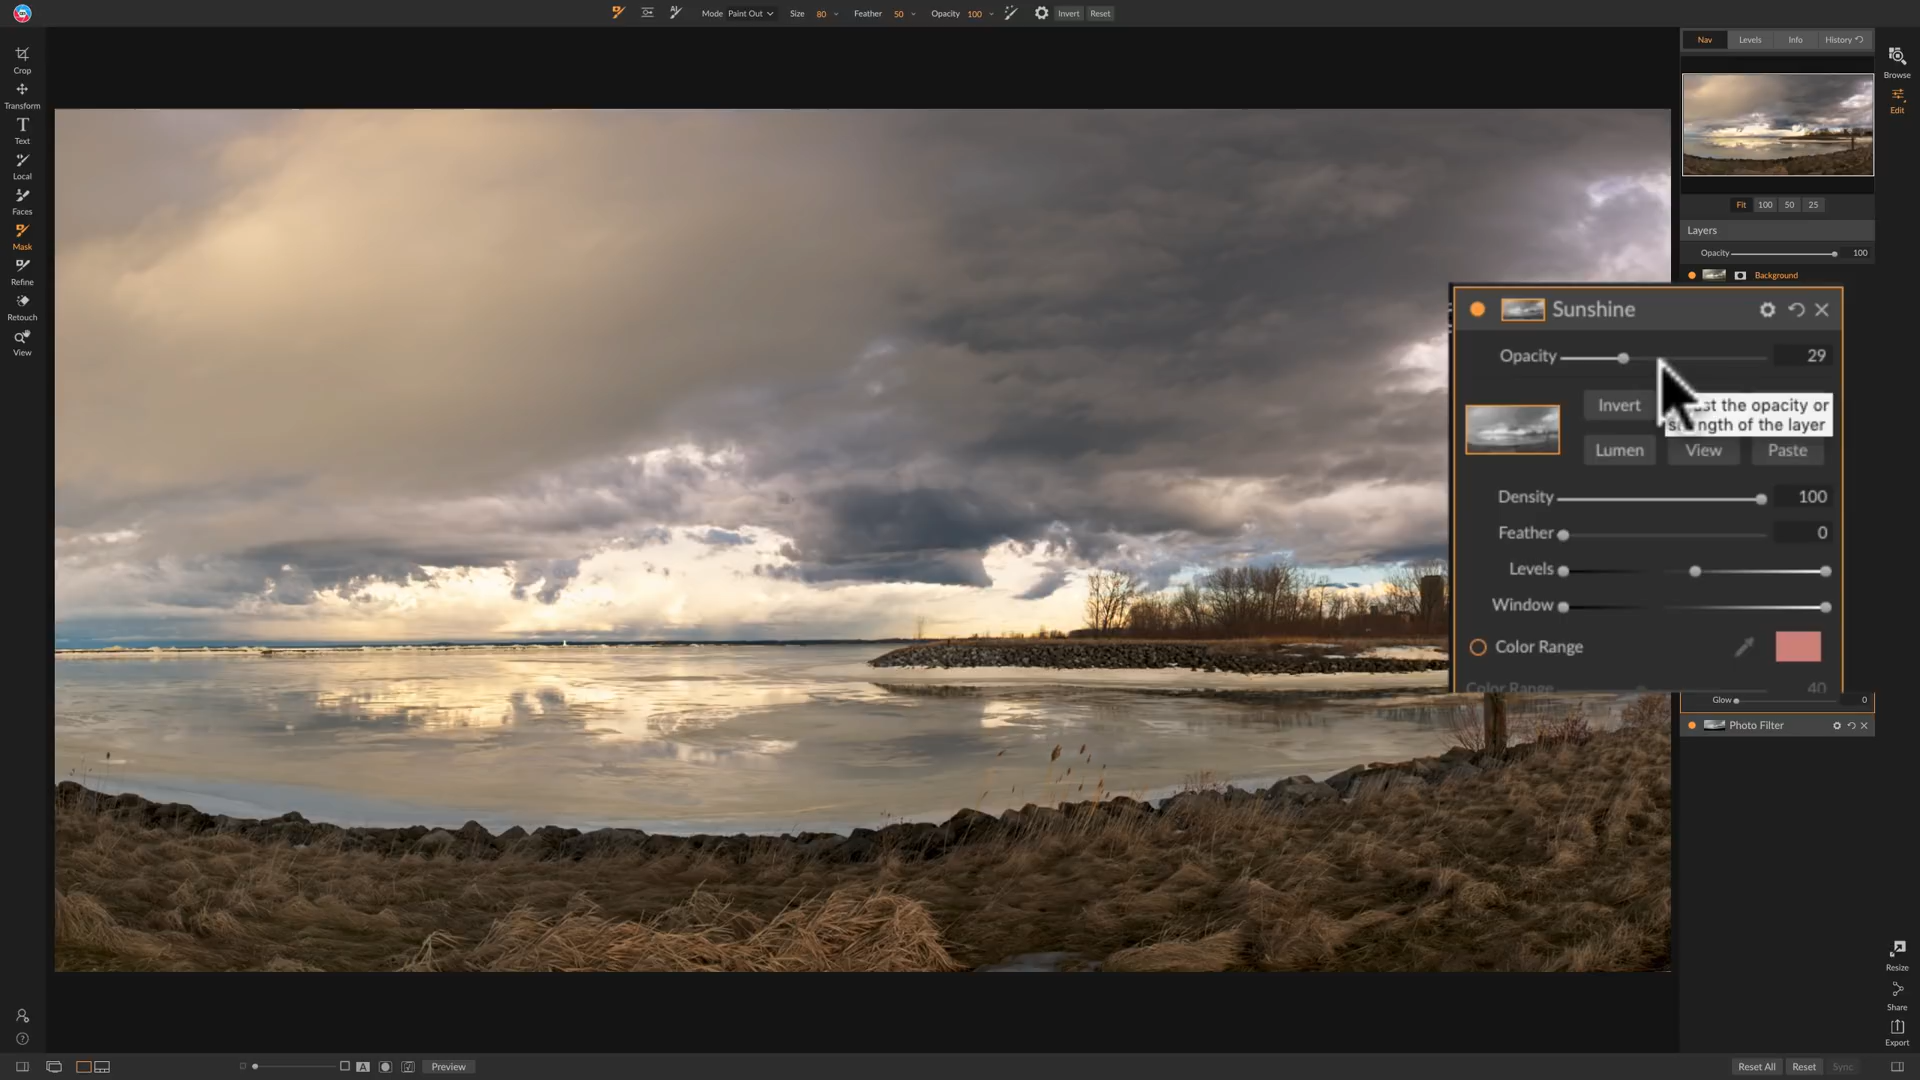 Mode Paint Out Size 80 Feather 50 Opacity 100 Invert Reset
Crop
Transform
Text
Local
Faces
Mask
Refine
Retouch
View
Nav Levels Info History
Browse
Edit
Fit 100 50 25
Layers
Opacity 100
Background
Sunshine
Opacity 29
Invert
the opacity or
of the layer
Lumen View Paste
Density 100
Feather 0
Levels
Window
Color Range
Color Range 40
Glow 0
Photo Filter
Resize
Share
Export
A Preview
Reset All Reset Sync